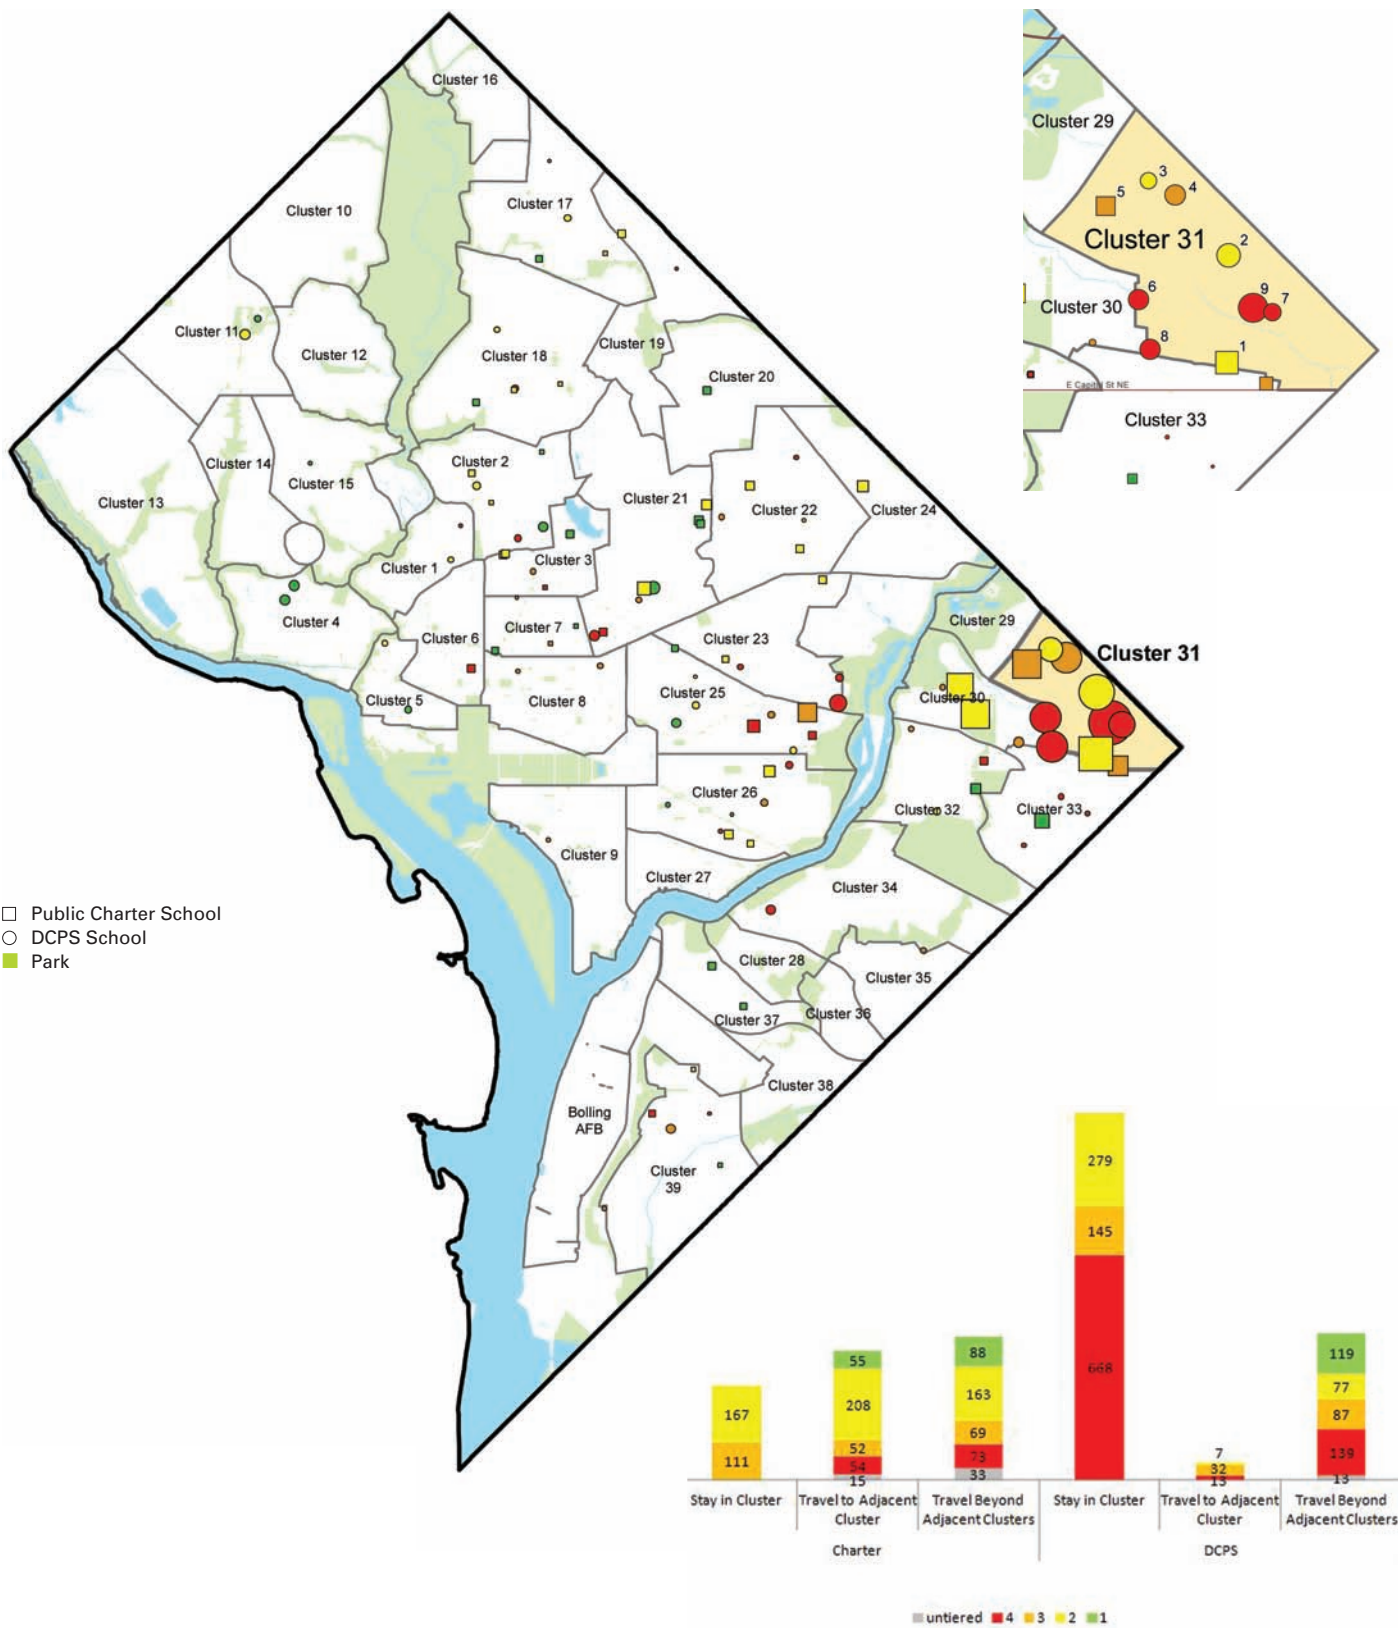 Cluster 16
Cluster 10
Cluster 17
Cluster 11
Cluster 12
Cluster 18
Cluster 19
Cluster 20
Cluster 14
Cluster 15
Cluster 13
Cluster 2
Cluster 21
Cluster 22
Cluster 24
Cluster 1
Cluster 3
Cluster 4
Cluster 6
Cluster 7
Cluster 23
Cluster 29
Cluster 31
Cluster 5
Cluster 8
Cluster 25
Cluster 30
Cluster 26
Cluster 32
Cluster 33
Cluster 9
Cluster 27
Cluster 34
Cluster 28
Cluster 35
Cluster 37
Cluster 36
Cluster 38
Bolling
AFB
Cluster
39
Cluster 29
3
4
5
Cluster 31
2
6
9
7
Cluster 30
8
1
E Capitol St NE
Cluster 33
Public Charter School
DCPS School
Park
279
145
668
167
111
55
208
52
54
15
88
163
69
73
33
7
32
13
119
77
87
139
13
Stay in Cluster
Travel to Adjacent
Cluster
Travel Beyond
Adjacent Clusters
Stay in Cluster
Travel to Adjacent
Cluster
Travel Beyond
Adjacent Clusters
Charter
DCPS
untiered 4 3 2 1